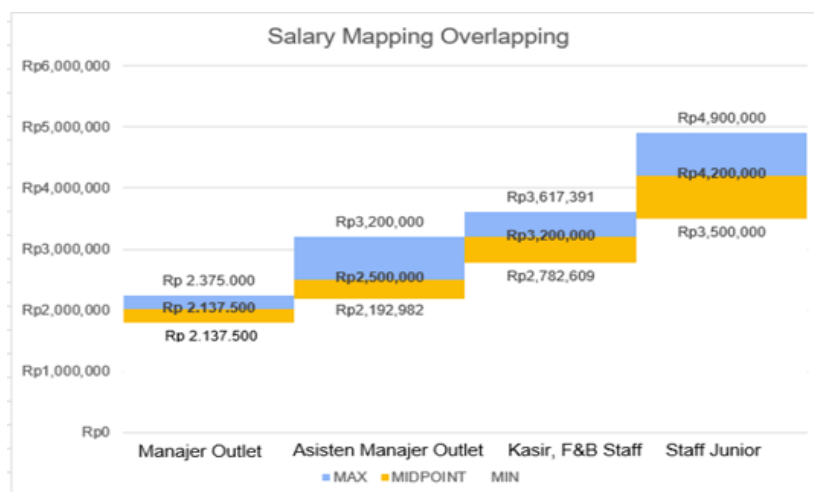 Salary Mapping Overlapping
Rp6,000,000
Rp5,000,000
Rp4,000,000
Rp3,000,000
Rp2,000,000
Rp1,000,000
Rp0
Rp 2.375.000
Rp 2.137.500
Rp 2.137.500
Rp3,200,000
Rp2,500,000
Rp2,192,982
Rp3,617,391
Rp3,200,000
Rp2,782,609
Rp4,900,000
Rp4,200,000
Rp3,500,000
Manajer Outlet
Asisten Manajer Outlet
Kasir, F&B Staff
Staff Junior
MAX MIDPOINT MIN